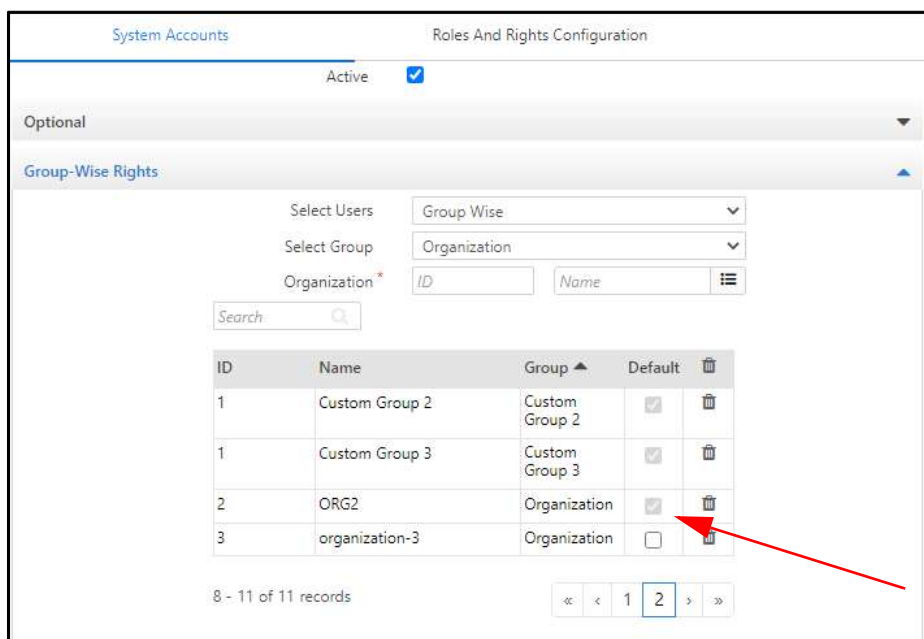 System Accounts Roles And Rights Configuration
Active
Optional
Group-Wise Rights
Select Users Group Wise
Select Group Organization
Organization * ID Name
Search
ID Name Group Default
1 Custom Group 2 Custom Group 2
1 Custom Group 3 Custom Group 3
2 ORG2 Organization
3 organization-3 Organization
8 - 11 of 11 records « ‹ 1 2 › »